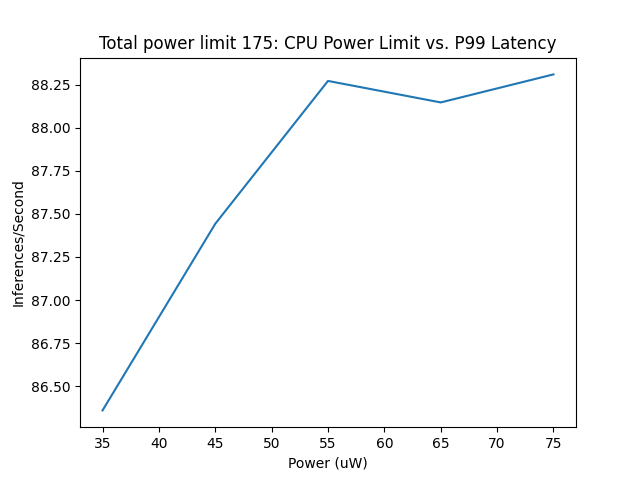 Total power limit 175: CPU Power Limit vs. P99 Latency
Inferences/Second
88.25
88.00
87.75
87.50
87.25
87.00
86.75
86.50
35 40 45 50 55 60 65 70 75
Power (uW)